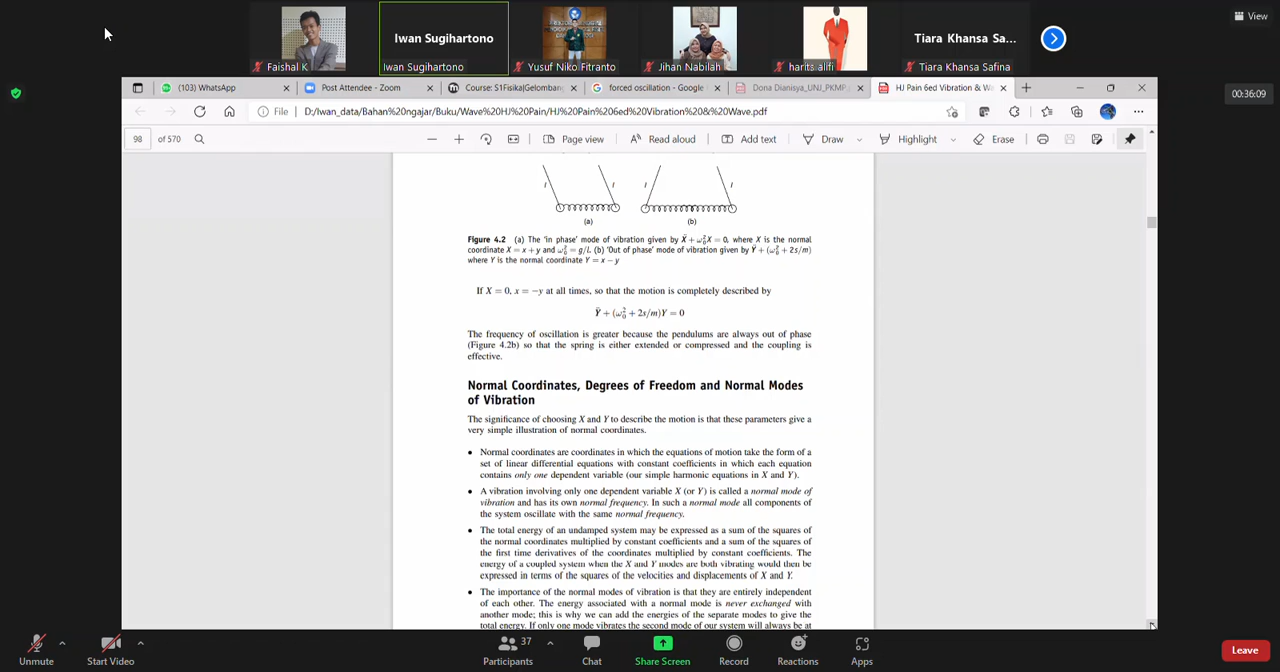 View
Iwan Sugihartono
Tiara Khansa Sa...
Faishal K
Iwan Sugihartono
Yusuf Niko Fitranto
Jihan Nabilah
harits alifi
Tiara Khansa Safina
(103) WhatsApp
Post Attendee - Zoom
Course: S1Fisika|Gelombang
forced oscillation - Google
Dona Dianisya_UNJ_PKMP
HJ Pain 6ed Vibration & W
00:36:09
File
D:/Iwan_data/Bahan%20ngajar/Buku/Wave%20HJ%20Pain/HJ%20Pain%206ed%20Vibration%20&%20Wave.pdf
98 of 570
Page view
Read aloud
Add text
Draw
Highlight
Erase
l l l l
(a) (b)
Figure 4.2 (a) The 'in phase' mode of vibration given by Ẍ + ω₀²X = 0, where X is the normal
coordinate X = x + y and ω₀² = g/l. (b) 'Out of phase' mode of vibration given by Ÿ + (ω₀² + 2s/m)
where Y is the normal coordinate Y = x − y
If X = 0, x = −y at all times, so that the motion is completely described by
Ÿ + (ω₀² + 2s/m)Y = 0
The frequency of oscillation is greater because the pendulums are always out of phase
(Figure 4.2b) so that the spring is either extended or compressed and the coupling is
effective.
Normal Coordinates, Degrees of Freedom and Normal Modes
of Vibration
The significance of choosing X and Y to describe the motion is that these parameters give a
very simple illustration of normal coordinates.
• Normal coordinates are coordinates in which the equations of motion take the form of a
set of linear differential equations with constant coefficients in which each equation
contains only one dependent variable (our simple harmonic equations in X and Y).
• A vibration involving only one dependent variable X (or Y) is called a normal mode of
vibration and has its own normal frequency. In such a normal mode all components of
the system oscillate with the same normal frequency.
• The total energy of an undamped system may be expressed as a sum of the squares of
the normal coordinates multiplied by constant coefficients and a sum of the squares of
the first time derivatives of the coordinates multiplied by constant coefficients. The
energy of a coupled system when the X and Y modes are both vibrating would then be
expressed in terms of the squares of the velocities and displacements of X and Y.
• The importance of the normal modes of vibration is that they are entirely independent
of each other. The energy associated with a normal mode is never exchanged with
another mode; this is why we can add the energies of the separate modes to give the
total energy. If only one mode vibrates the second mode of our system will always be at
Unmute
Start Video
37
Participants
Chat
Share Screen
Record
Reactions
Apps
Leave